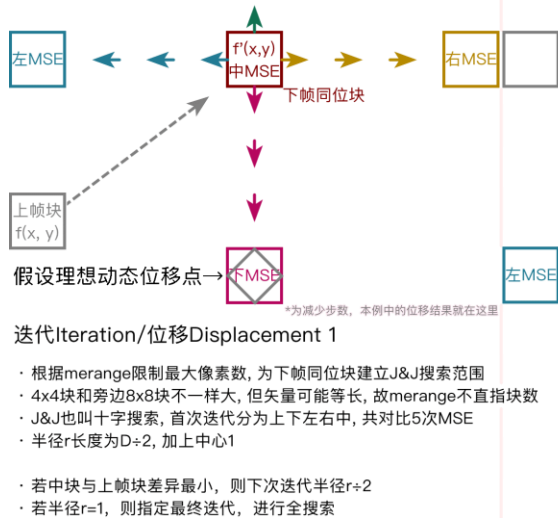 左MSE
f'(x,y)
中MSE
右MSE
下帧同位块
上帧块
f(x, y)
假设理想动态位移点→
下MSE
左MSE
*为减少步数，本例中的位移结果就在这里
迭代Iteration/位移Displacement 1
· 根据merange限制最大像素数, 为下帧同位块建立J&J搜索范围
· 4x4块和旁边8x8块不一样大, 但矢量可能等长, 故merange不直指块数
· J&J也叫十字搜索, 首次迭代分为上下左右中, 共对比5次MSE
· 半径r长度为D÷2, 加上中心1
· 若中块与上帧块差异最小，则下次迭代半径r÷2
· 若半径r=1，则指定最终迭代，进行全搜索